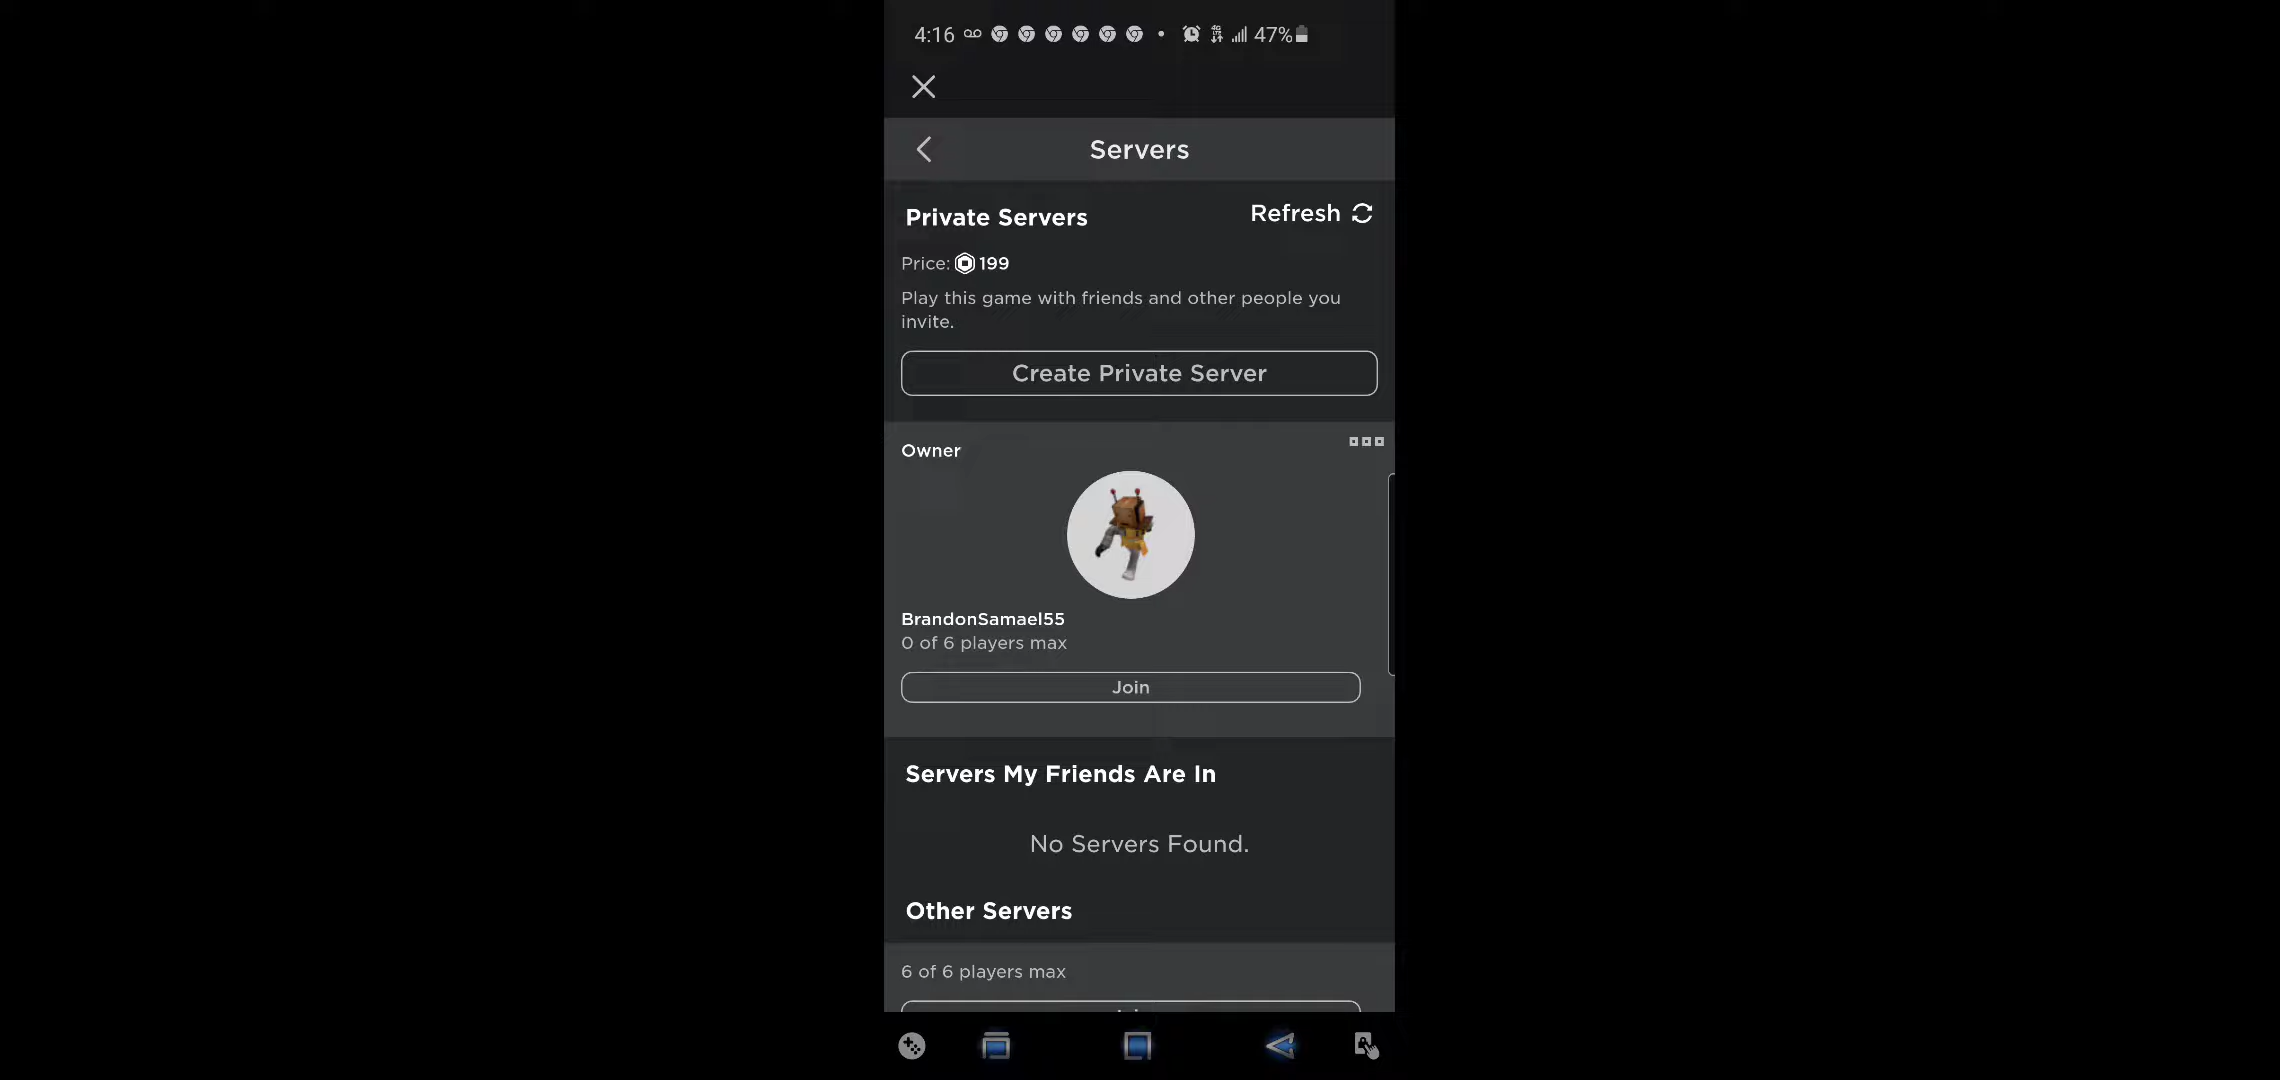 4:16 47%
Servers
Private Servers Refresh
Price: 199
Play this game with friends and other people you
invite.
Create Private Server
Owner
BrandonSamael55
0 of 6 players max
Join
Servers My Friends Are In
No Servers Found.
Other Servers
6 of 6 players max